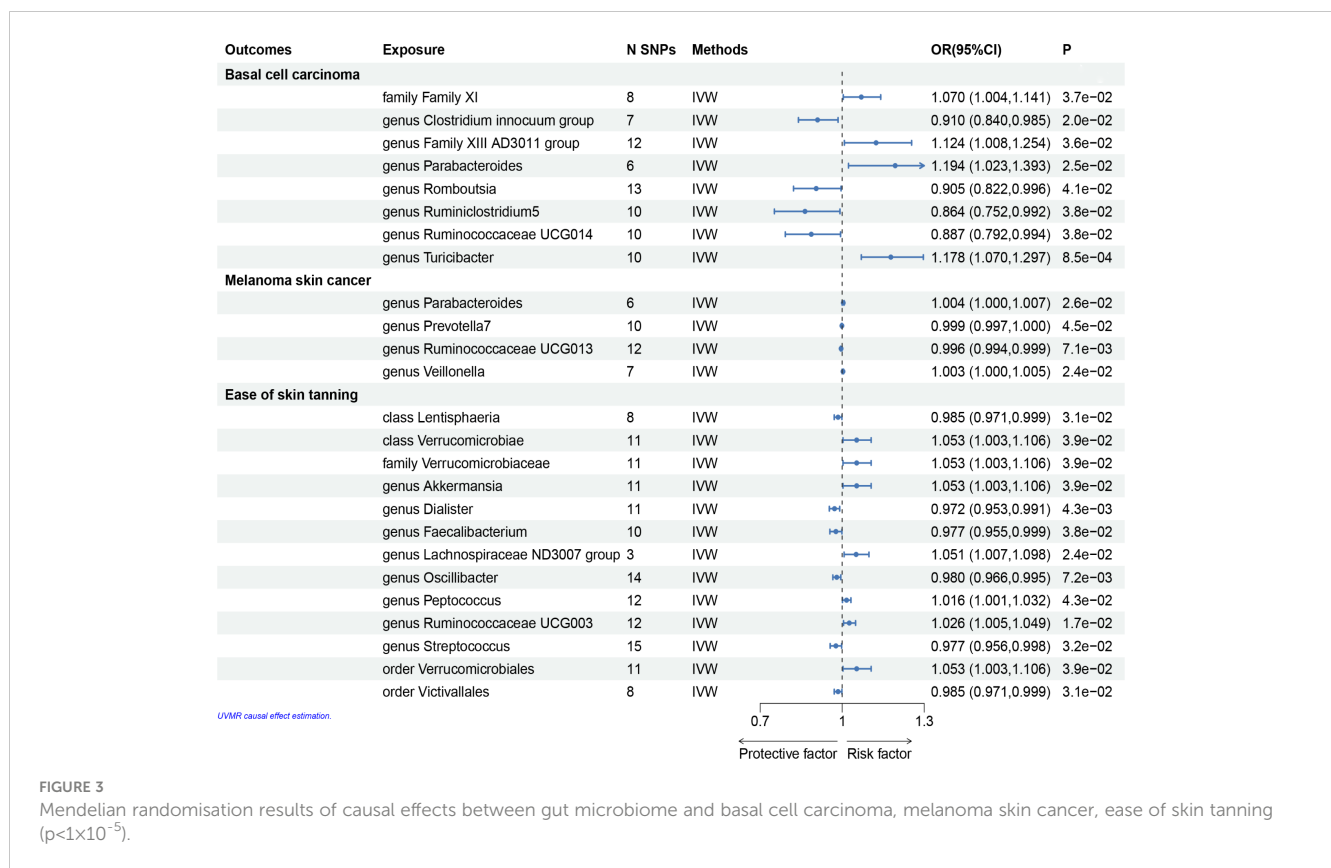 Outcomes Exposure N SNPs Methods OR(95%CI) P
Basal cell carcinoma
family Family XI 8 IVW 1.070 (1.004,1.141) 3.7e−02
genus Clostridium innocuum group 7 IVW 0.910 (0.840,0.985) 2.0e−02
genus Family XIII AD3011 group 12 IVW 1.124 (1.008,1.254) 3.6e−02
genus Parabacteroides 6 IVW 1.194 (1.023,1.393) 2.5e−02
genus Romboutsia 13 IVW 0.905 (0.822,0.996) 4.1e−02
genus Ruminiclostridium5 10 IVW 0.864 (0.752,0.992) 3.8e−02
genus Ruminococcaceae UCG014 10 IVW 0.887 (0.792,0.994) 3.8e−02
genus Turicibacter 10 IVW 1.178 (1.070,1.297) 8.5e−04
Melanoma skin cancer
genus Parabacteroides 6 IVW 1.004 (1.000,1.007) 2.6e−02
genus Prevotella7 10 IVW 0.999 (0.997,1.000) 4.5e−02
genus Ruminococcaceae UCG013 12 IVW 0.996 (0.994,0.999) 7.1e−03
genus Veillonella 7 IVW 1.003 (1.000,1.005) 2.4e−02
Ease of skin tanning
class Lentisphaeria 8 IVW 0.985 (0.971,0.999) 3.1e−02
class Verrucomicrobiae 11 IVW 1.053 (1.003,1.106) 3.9e−02
family Verrucomicrobiaceae 11 IVW 1.053 (1.003,1.106) 3.9e−02
genus Akkermansia 11 IVW 1.053 (1.003,1.106) 3.9e−02
genus Dialister 11 IVW 0.972 (0.953,0.991) 4.3e−03
genus Faecalibacterium 10 IVW 0.977 (0.955,0.999) 3.8e−02
genus Lachnospiraceae ND3007 group 3 IVW 1.051 (1.007,1.098) 2.4e−02
genus Oscillibacter 14 IVW 0.980 (0.966,0.995) 7.2e−03
genus Peptococcus 12 IVW 1.016 (1.001,1.032) 4.3e−02
genus Ruminococcaceae UCG003 12 IVW 1.026 (1.005,1.049) 1.7e−02
genus Streptococcus 15 IVW 0.977 (0.956,0.998) 3.2e−02
order Verrucomicrobiales 11 IVW 1.053 (1.003,1.106) 3.9e−02
order Victivallales 8 IVW 0.985 (0.971,0.999) 3.1e−02
UVMR causal effect estimation.
0.7 1 1.3
Protective factor Risk factor
FIGURE 3
Mendelian randomisation results of causal effects between gut microbiome and basal cell carcinoma, melanoma skin cancer, ease of skin tanning
(p<1×10⁻⁵).